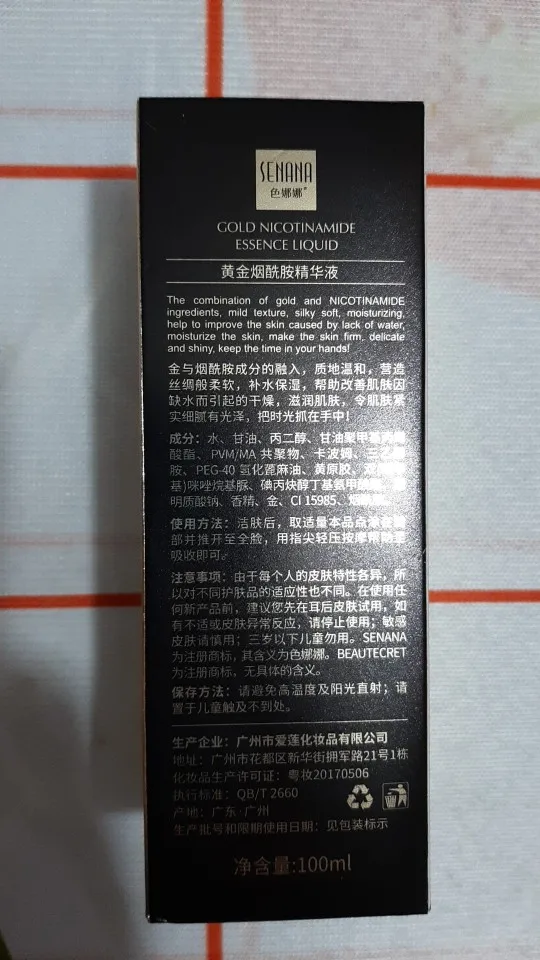 SENANA
色娜娜®
GOLD NICOTINAMIDE
ESSENCE LIQUID
黄金烟酰胺精华液
The combination of gold and NICOTINAMIDE
ingredients, mild texture, silky soft, moisturizing,
help to improve the skin caused by lack of water,
moisturize the skin, make the skin firm, delicate
and shiny, keep the time in your hands!
金与烟酰胺成分的融入，质地温和，营造
丝绸般柔软，补水保湿，帮助改善肌肤因
缺水而引起的干燥，滋润肌肤，令肌肤紧
实细腻有光泽，把时光抓在手中！
成分：水、甘油、丙二醇、甘油聚甲基丙烯
酸酯、PVM/MA 共聚物、卡波姆、三乙醇
胺、PEG-40 氢化蓖麻油、黄原胶、
基)咪唑烷基脲、碘丙炔醇丁基氨甲酸酯、
明质酸钠、香精、金、CI 15985、
使用方法：洁肤后，取适量本品点涂在
部并推开至全脸，用指尖轻压按摩帮助
吸收即可。
注意事项：由于每个人的皮肤特性各异，所
以对不同护肤品的适应性也不同。在使用任
何新产品前，建议您先在耳后皮肤试用，如
有不适或皮肤异常反应，请停止使用；敏感
皮肤请慎用；三岁以下儿童勿用。SENANA
为注册商标，其含义为色娜娜。BEAUTECRET
为注册商标，无具体的含义。
保存方法：请避免高温度及阳光直射；请
置于儿童触及不到处。
生产企业：广州市爱莲化妆品有限公司
地址：广州市花都区新华街拥军路21号1栋
化妆品生产许可证：粤妆20170506
执行标准：QB/T 2660
产地：广东·广州
生产批号和限期使用日期：见包装标示
净含量:100ml